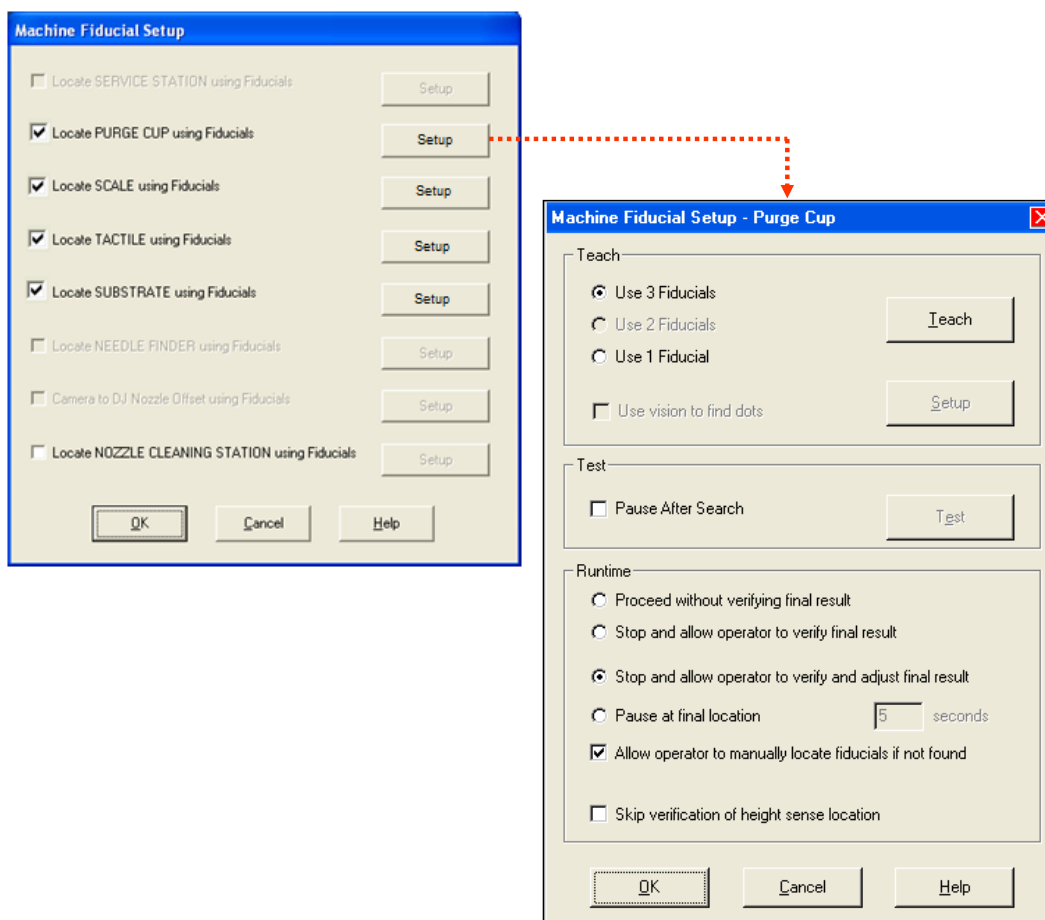 Machine Fiducial Setup
Locate SERVICE STATION using Fiducials Setup
Locate PURGE CUP using Fiducials Setup
Locate SCALE using Fiducials Setup
Locate TACTILE using Fiducials Setup
Locate SUBSTRATE using Fiducials Setup
Locate NEEDLE FINDER using Fiducials Setup
Camera to DJ Nozzle Offset using Fiducials Setup
Locate NOZZLE CLEANING STATION using Fiducials Setup
OK Cancel Help
Machine Fiducial Setup - Purge Cup
Teach
Use 3 Fiducials
Use 2 Fiducials Teach
Use 1 Fiducial
Use vision to find dots Setup
Test
Pause After Search Test
Runtime
Proceed without verifying final result
Stop and allow operator to verify final result
Stop and allow operator to verify and adjust final result
Pause at final location 5 seconds
Allow operator to manually locate fiducials if not found
Skip verification of height sense location
OK Cancel Help